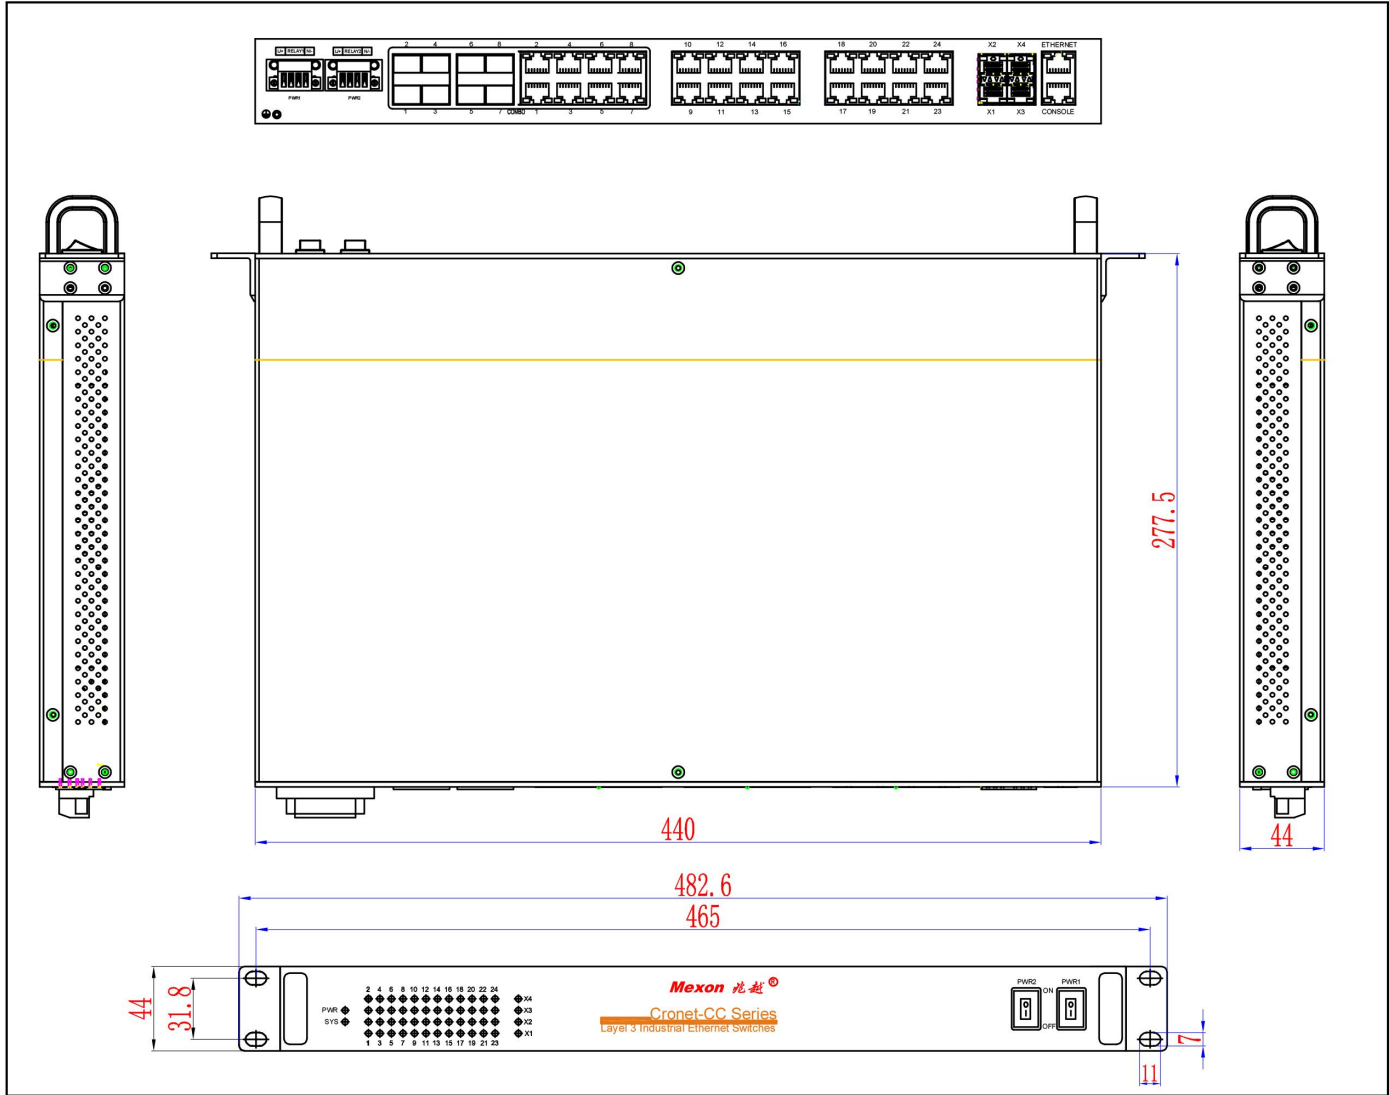 U+ RELAY1 N/- U+ RELAY2 N/-
PWR1 PWR2
2 4 6 8 2 4 6 8 10 12 14 16 18 20 22 24 X2 X4 ETHERNET
1 3 5 7 COMBO 1 3 5 7 9 11 13 15 17 19 21 23 X1 X3 CONSOLE
277.5
440
44
482.6
465
44
31.8
Mexon 兆越®
Cronet-CC Series
Layel 3 Industrial Ethernet Switches
2 4 6 8 10 12 14 16 18 20 22 24
PWR
SYS
X4
X3
X2
X1
1 3 5 7 9 11 13 15 17 19 21 23
PWR2 PWR1
ON
OFF
7
11